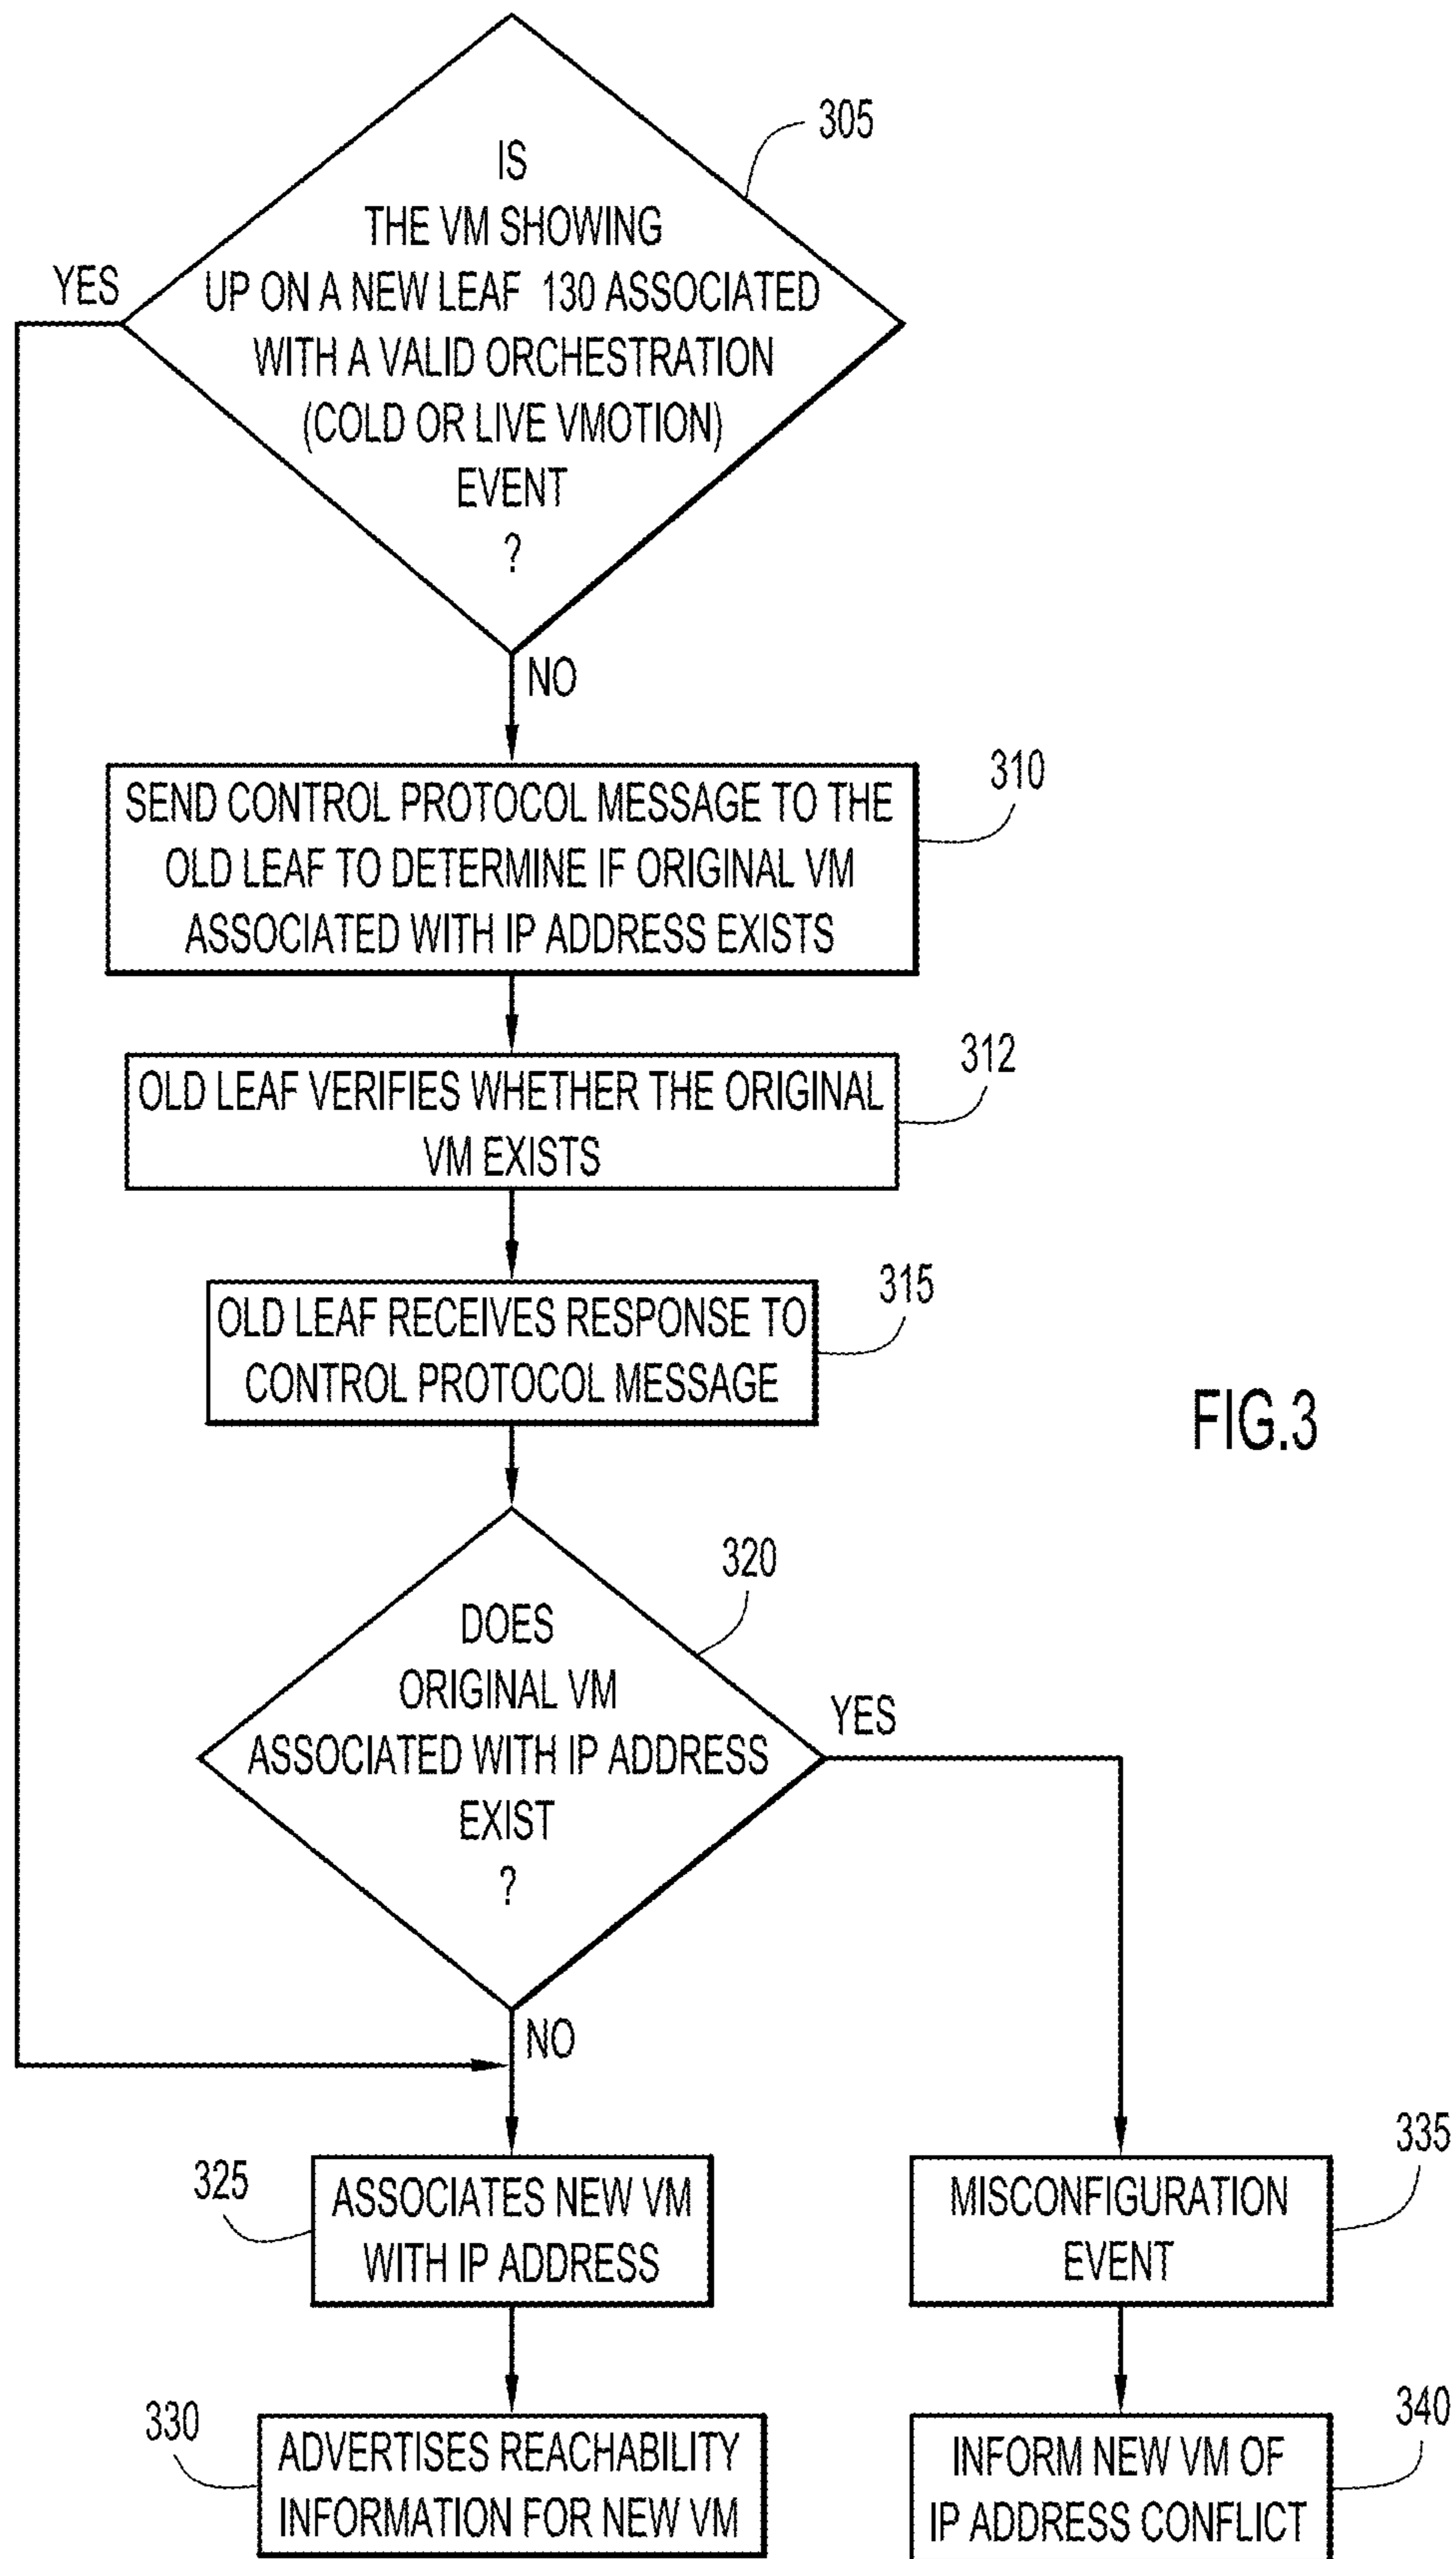 305
IS
THE VM SHOWING
UP ON A NEW LEAF 130 ASSOCIATED
WITH A VALID ORCHESTRATION
(COLD OR LIVE VMOTION)
EVENT
?
YES
NO
310
SEND CONTROL PROTOCOL MESSAGE TO THE
OLD LEAF TO DETERMINE IF ORIGINAL VM
ASSOCIATED WITH IP ADDRESS EXISTS
312
OLD LEAF VERIFIES WHETHER THE ORIGINAL
VM EXISTS
315
OLD LEAF RECEIVES RESPONSE TO
CONTROL PROTOCOL MESSAGE
FIG.3
320
DOES
ORIGINAL VM
ASSOCIATED WITH IP ADDRESS
EXIST
?
YES
NO
325
ASSOCIATES NEW VM
WITH IP ADDRESS
335
MISCONFIGURATION
EVENT
330
ADVERTISES REACHABILITY
INFORMATION FOR NEW VM
340
INFORM NEW VM OF
IP ADDRESS CONFLICT